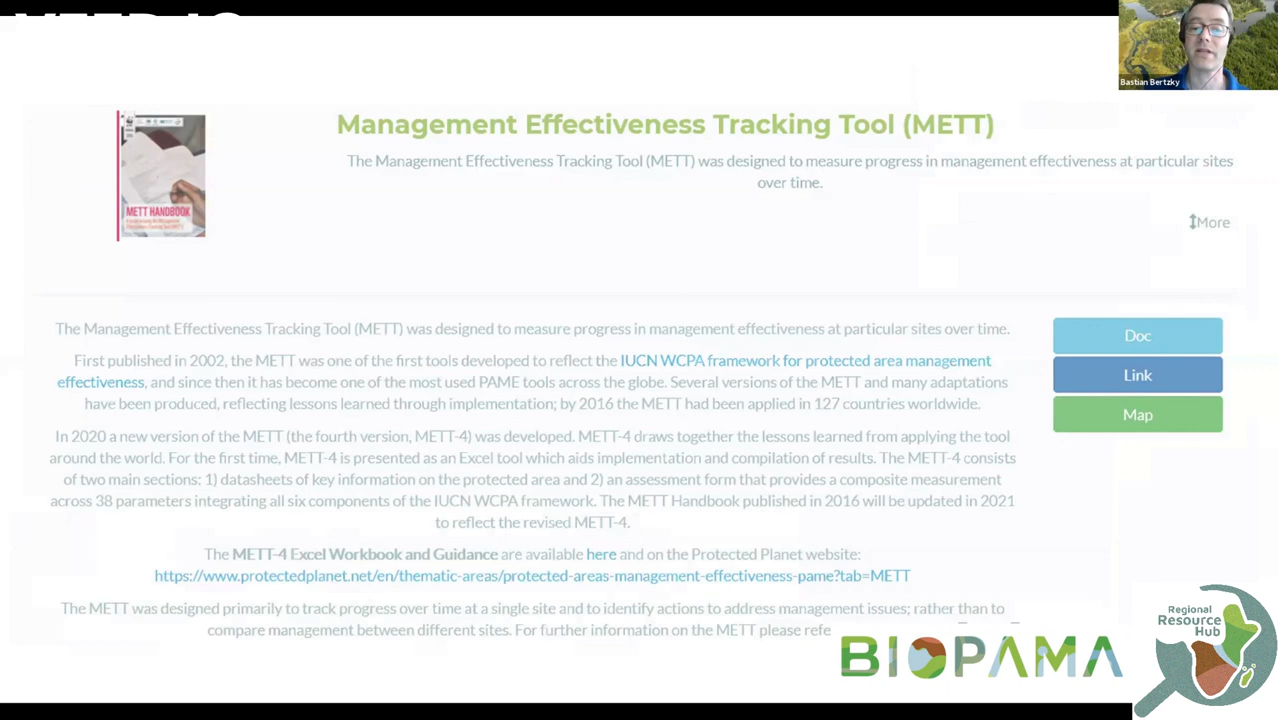 Bastian Bertzky
METT HANDBOOK
Management Effectiveness Tracking Tool (METT)
The Management Effectiveness Tracking Tool (METT) was designed to measure progress in management effectiveness at particular sites
over time.
More
The Management Effectiveness Tracking Tool (METT) was designed to measure progress in management effectiveness at particular sites over time.
First published in 2002, the METT was one of the first tools developed to reflect the IUCN WCPA framework for protected area management
effectiveness, and since then it has become one of the most used PAME tools across the globe. Several versions of the METT and many adaptations
have been produced, reflecting lessons learned through implementation; by 2016 the METT had been applied in 127 countries worldwide.
In 2020 a new version of the METT (the fourth version, METT-4) was developed. METT-4 draws together the lessons learned from applying the tool
around the world. For the first time, METT-4 is presented as an Excel tool which aids implementation and compilation of results. The METT-4 consists
of two main sections: 1) datasheets of key information on the protected area and 2) an assessment form that provides a composite measurement
across 38 parameters integrating all six components of the IUCN WCPA framework. The METT Handbook published in 2016 will be updated in 2021
to reflect the revised METT-4.
The METT-4 Excel Workbook and Guidance are available here and on the Protected Planet website:
https://www.protectedplanet.net/en/thematic-areas/protected-areas-management-effectiveness-pame?tab=METT
The METT was designed primarily to track progress over time at a single site and to identify actions to address management issues; rather than to
compare management between different sites. For further information on the METT please refe
Doc
Link
Map
BIOPAMA
Regional
Resource
Hub